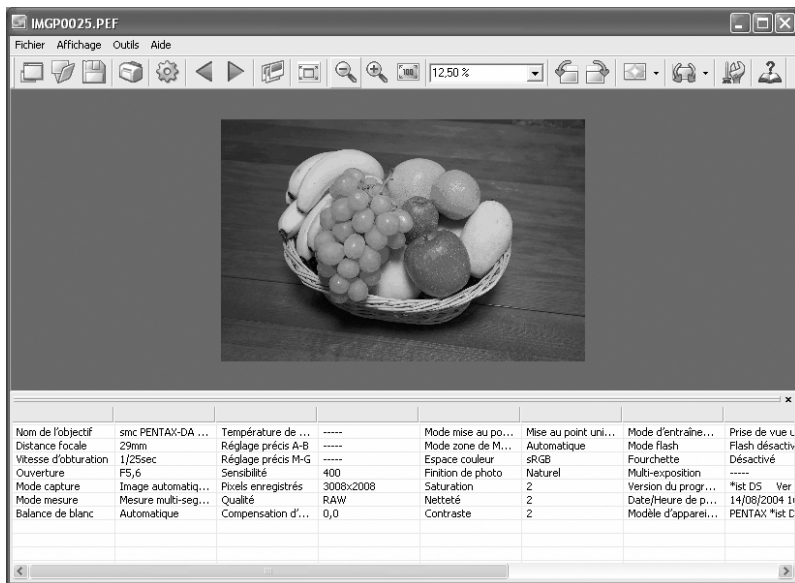 IMGP0025.PEF
Fichier Affichage Outils Aide
100 12,50 %
Nom de l'objectif smc PENTAX-DA ... Température de ... ----- Mode mise au po... Mise au point uni... Mode d'entraîne... Prise de vue u
Distance focale 29mm Réglage précis A-B ----- Mode zone de M... Automatique Mode flash Flash désactiv
Vitesse d'obturation 1/25sec Réglage précis M-G ----- Espace couleur sRGB Fourchette Désactivé
Ouverture F5,6 Sensibilité 400 Finition de photo Naturel Multi-exposition -----
Mode capture Image automatiq... Pixels enregistrés 3008x2008 Saturation 2 Version du progr... *ist DS Ver
Mode mesure Mesure multi-seg... Qualité RAW Netteté 2 Date/Heure de p... 14/08/2004
Balance de blanc Automatique Compensation d'... 0,0 Contraste 2 Modèle d'apparei... PENTAX *ist D